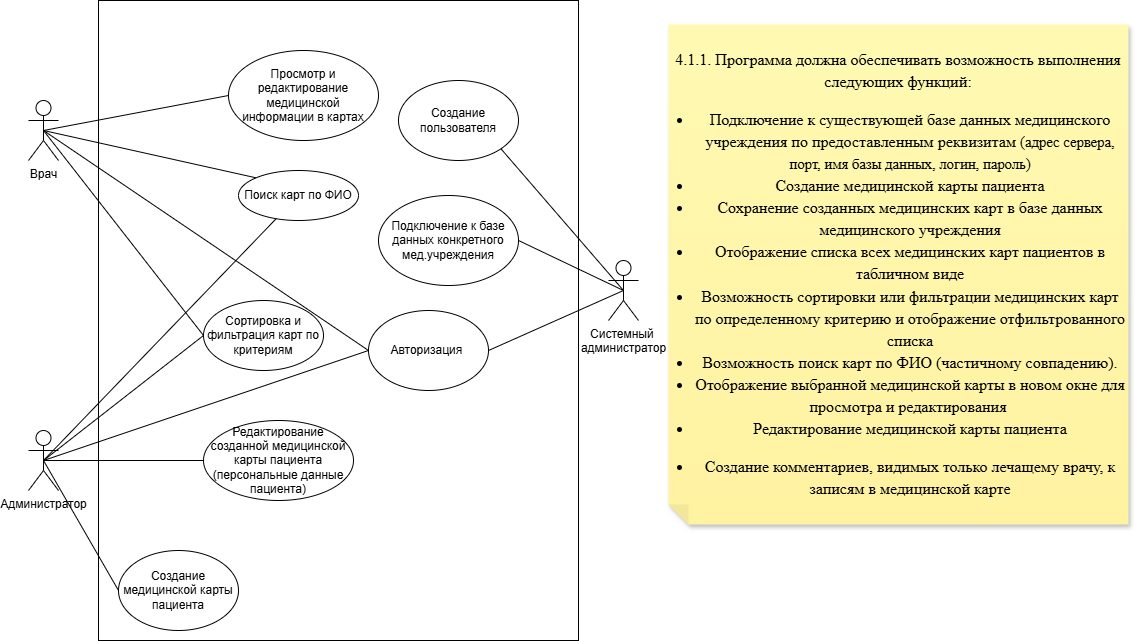 Просмотр и
редактирование
медицинской
информации в картах
Создание
пользователя
Врач
Поиск карт по ФИО
Подключение к базе
данных конкретного
мед.учреждения
Сортировка и
фильтрация карт по
критериям
Авторизация
Системный
администратор
Редактирование
созданной медицинской
карты пациента
(персональные данные
пациента)
Администратор
Создание
медицинской карты
пациента
4.1.1. Программа должна обеспечивать возможность выполнения
следующих функций:
• Подключение к существующей базе данных медицинского
учреждения по предоставленным реквизитам (адрес сервера,
порт, имя базы данных, логин, пароль)
• Создание медицинской карты пациента
• Сохранение созданных медицинских карт в базе данных
медицинского учреждения
• Отображение списка всех медицинских карт пациентов в
табличном виде
• Возможность сортировки или фильтрации медицинских карт
по определенному критерию и отображение отфильтрованного
списка
• Возможность поиск карт по ФИО (частичному совпадению).
• Отображение выбранной медицинской карты в новом окне для
просмотра и редактирования
• Редактирование медицинской карты пациента
• Создание комментариев, видимых только лечащему врачу, к
записям в медицинской карте